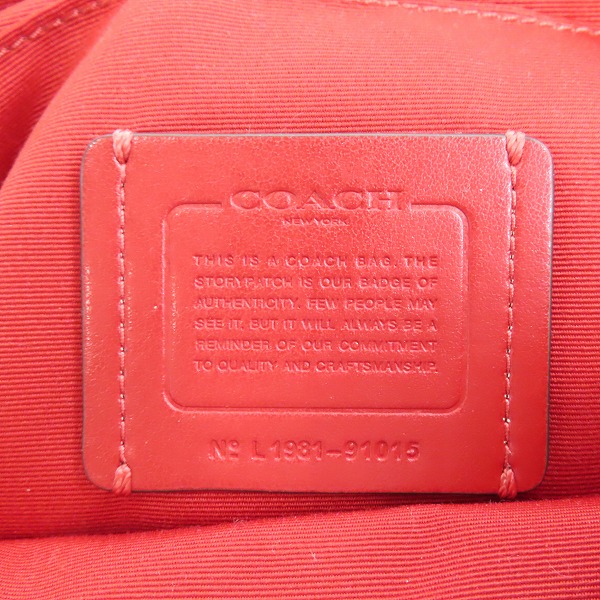 COACH
NEW YORK
THIS IS A COACH BAG. THE
STORYPATCH IS OUR BADGE OF
AUTHENTICITY. FEW PEOPLE MAY
SEE IT, BUT IT WILL ALWAYS BE A
REMINDER OF OUR COMMITMENT
TO QUALITY AND CRAFTSMANSHIP.
Nº L1981-91015